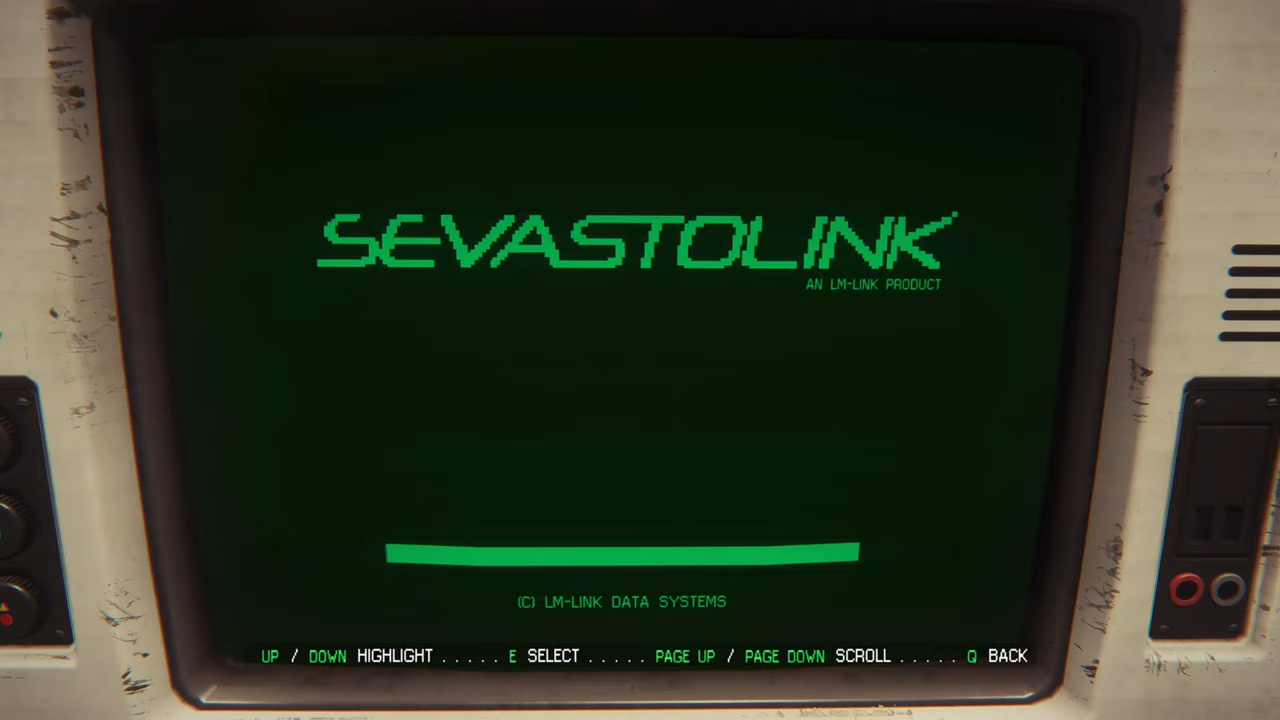 SEVASTOLINK
AN LM-LINK PRODUCT
(C) LM-LINK DATA SYSTEMS
UP / DOWN HIGHLIGHT ..... E SELECT ..... PAGE UP / PAGE DOWN SCROLL ..... Q BACK